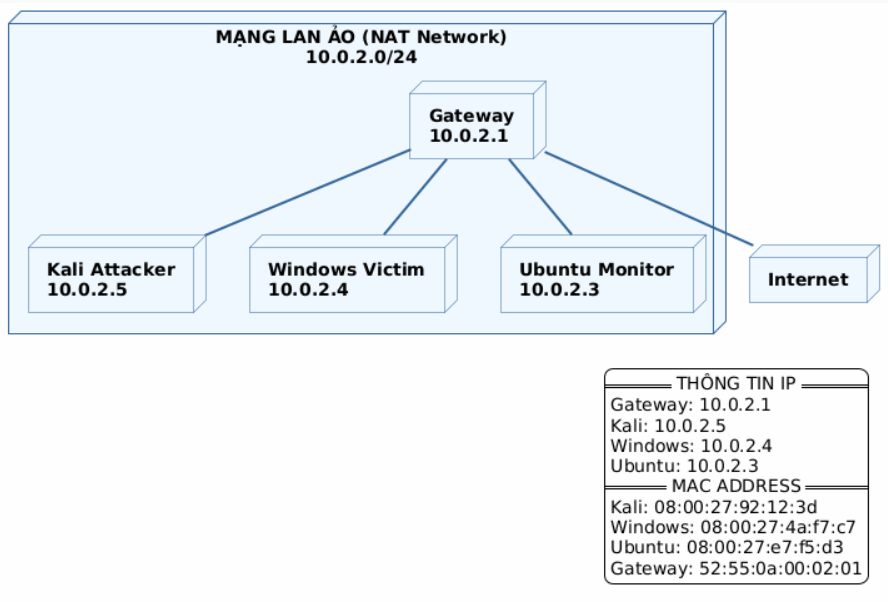 MẠNG LAN ẢO (NAT Network)
10.0.2.0/24
Gateway
10.0.2.1
Kali Attacker
10.0.2.5
Windows Victim
10.0.2.4
Ubuntu Monitor
10.0.2.3
Internet
THÔNG TIN IP
Gateway: 10.0.2.1
Kali: 10.0.2.5
Windows: 10.0.2.4
Ubuntu: 10.0.2.3
MAC ADDRESS
Kali: 08:00:27:92:12:3d
Windows: 08:00:27:4a:f7:c7
Ubuntu: 08:00:27:e7:f5:d3
Gateway: 52:55:0a:00:02:01